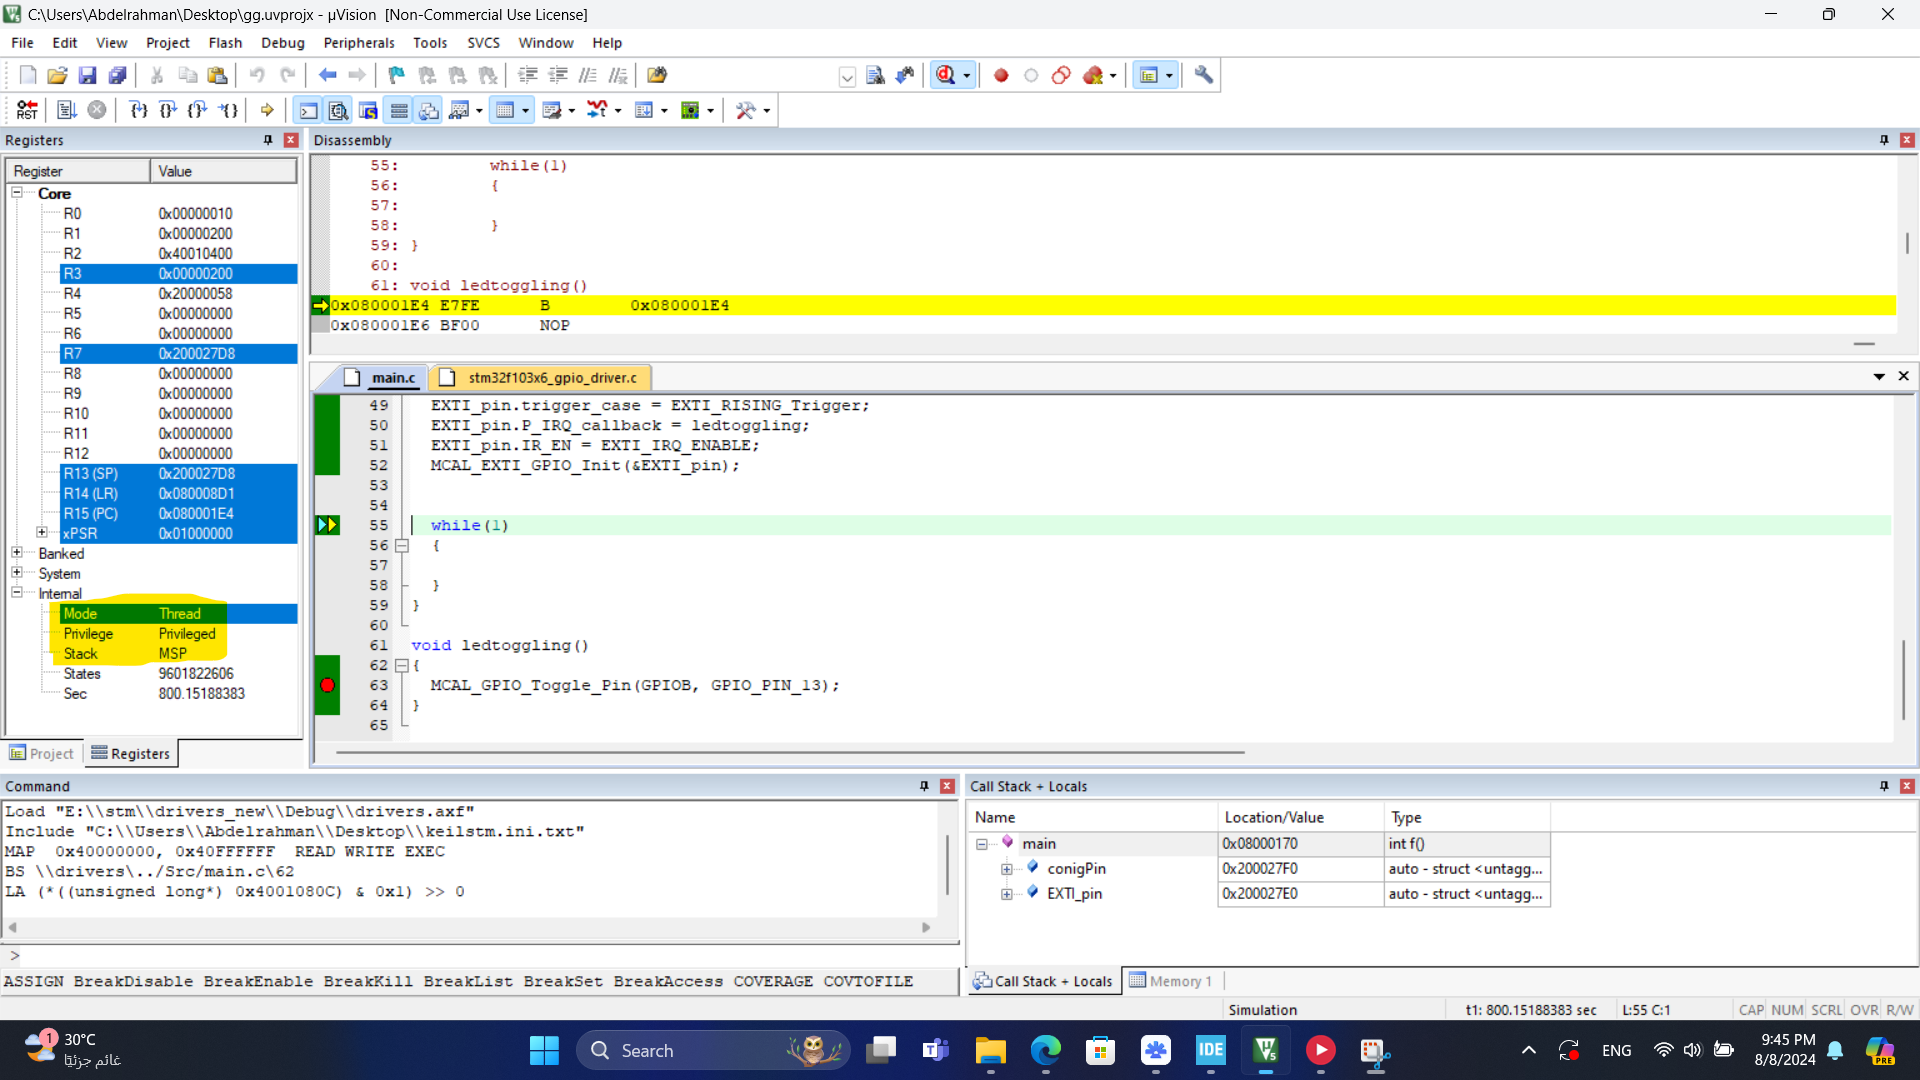 C:\Users\Abdelrahman\Desktop\gg.uvprojx - µVision  [Non-Commercial Use License]
File Edit View Project Flash Debug Peripherals Tools SVCS Window Help
RST
Registers
Register Value
Core
R0 0x00000010
R1 0x00000200
R2 0x40010400
R3 0x00000200
R4 0x20000058
R5 0x00000000
R6 0x00000000
R7 0x200027D8
R8 0x00000000
R9 0x00000000
R10 0x00000000
R11 0x00000000
R12 0x00000000
R13 (SP) 0x200027D8
R14 (LR) 0x080008D1
R15 (PC) 0x080001E4
xPSR 0x01000000
Banked
System
Internal
Mode Thread
Privilege Privileged
Stack MSP
States 9601822606
Sec 800.15188383
Project Registers
Disassembly
55: while(1)
56: {
57:
58: }
59: }
60:
61: void ledtoggling()
0x080001E4 E7FE B 0x080001E4
0x080001E6 BF00 NOP
main.c stm32f103x6_gpio_driver.c
49 EXTI_pin.trigger_case = EXTI_RISING_Trigger;
50 EXTI_pin.P_IRQ_callback = ledtoggling;
51 EXTI_pin.IR_EN = EXTI_IRQ_ENABLE;
52 MCAL_EXTI_GPIO_Init(&EXTI_pin);
53
54
55 while(1)
56 {
57
58 }
59 }
60
61 void ledtoggling()
62 {
63 MCAL_GPIO_Toggle_Pin(GPIOB, GPIO_PIN_13);
64 }
65
Command
Load "E:\\stm\\drivers_new\\Debug\\drivers.axf"
Include "C:\\Users\\Abdelrahman\\Desktop\\keilstm.ini.txt"
MAP  0x40000000, 0x40FFFFFF  READ WRITE EXEC
BS \\drivers\../Src/main.c\62
LA (*((unsigned long*) 0x4001080C) & 0x1) >> 0
>
ASSIGN BreakDisable BreakEnable BreakKill BreakList BreakSet BreakAccess COVERAGE COVTOFILE
Call Stack + Locals
Name Location/Value Type
main 0x08000170 int f()
conigPin 0x200027F0 auto - struct <untagg...
EXTI_pin 0x200027E0 auto - struct <untagg...
Call Stack + Locals Memory 1
Simulation t1: 800.15188383 sec L:55 C:1 CAP NUM SCRL OVR R/W
1
30°C
غائم جزئيًا
Search
IDE
ENG
9:45 PM
8/8/2024
PRE